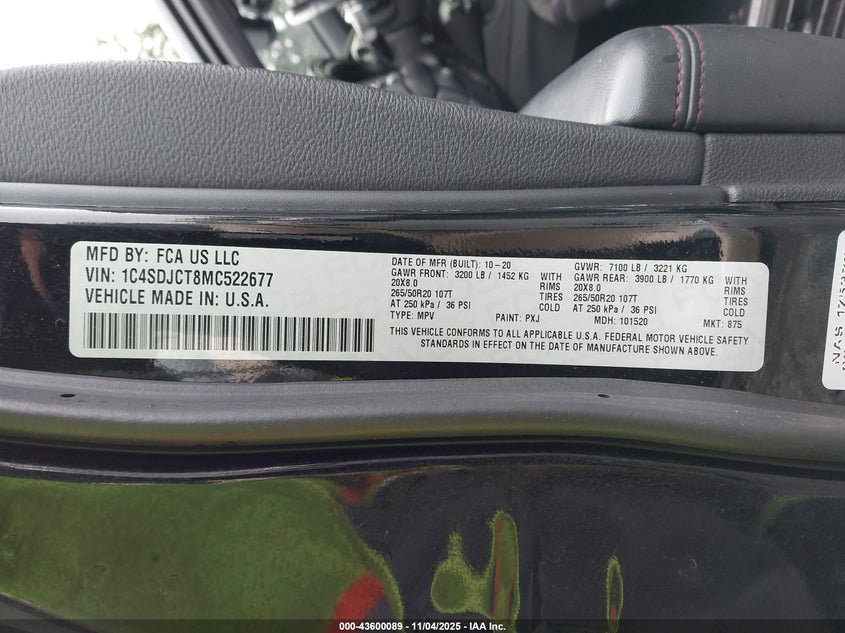 MFD BY: FCA US LLC
VIN: 1C4SDJCT8MC522677
VEHICLE MADE IN: U.S.A.
DATE OF MFR (BUILT): 10-20
GAWR FRONT: 3200 LB / 1452 KG WITH
20X8.0 RIMS
265/50R20 107T TIRES
AT 250 kPa / 36 PSI COLD
TYPE: MPV PAINT: PXJ
GVWR: 7100 LB / 3221 KG
GAWR REAR: 3900 LB / 1770 KG WITH
20X8.0 RIMS
265/50R20 107T TIRES
AT 250 kPa / 36 PSI COLD
MDH: 101520 MKT: 875
THIS VEHICLE CONFORMS TO ALL APPLICABLE U.S.A. FEDERAL MOTOR VEHICLE SAFETY
STANDARDS IN EFFECT ON THE DATE OF MANUFACTURE SHOWN ABOVE.
000-43600089 - 11/04/2025 - IAA Inc.